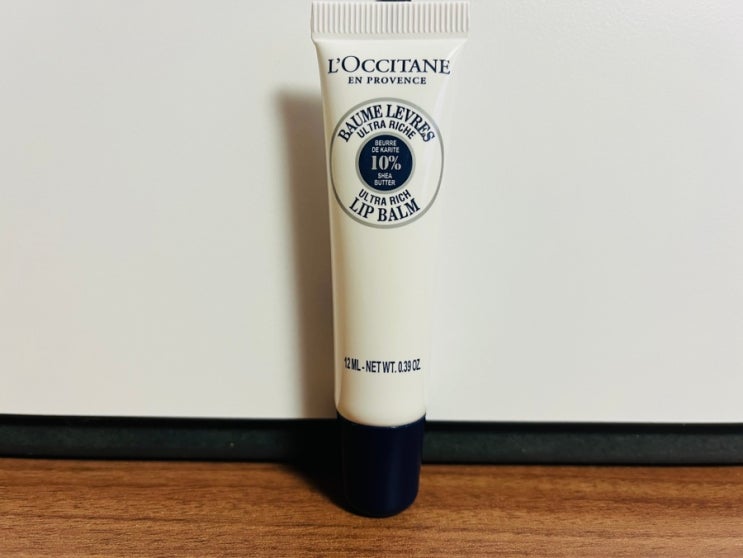 L'OCCITANE
EN PROVENCE
BAUME LEVRES
ULTRA RICHE
BEURRE
DE KARITE
10%
SHEA
BUTTER
ULTRA RICH
LIP BALM
12 ML - NET WT. 0.39 OZ.